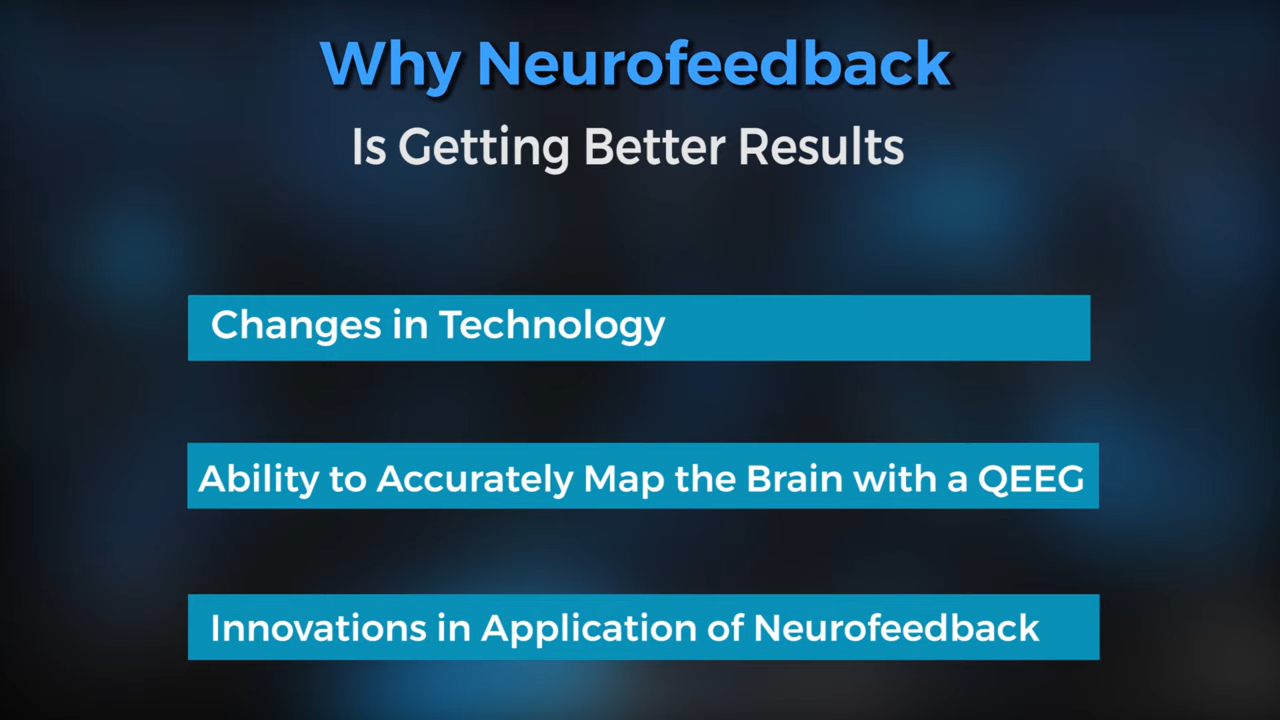 Why Neurofeedback
Is Getting Better Results
Changes in Technology
Ability to Accurately Map the Brain with a QEEG
Innovations in Application of Neurofeedback